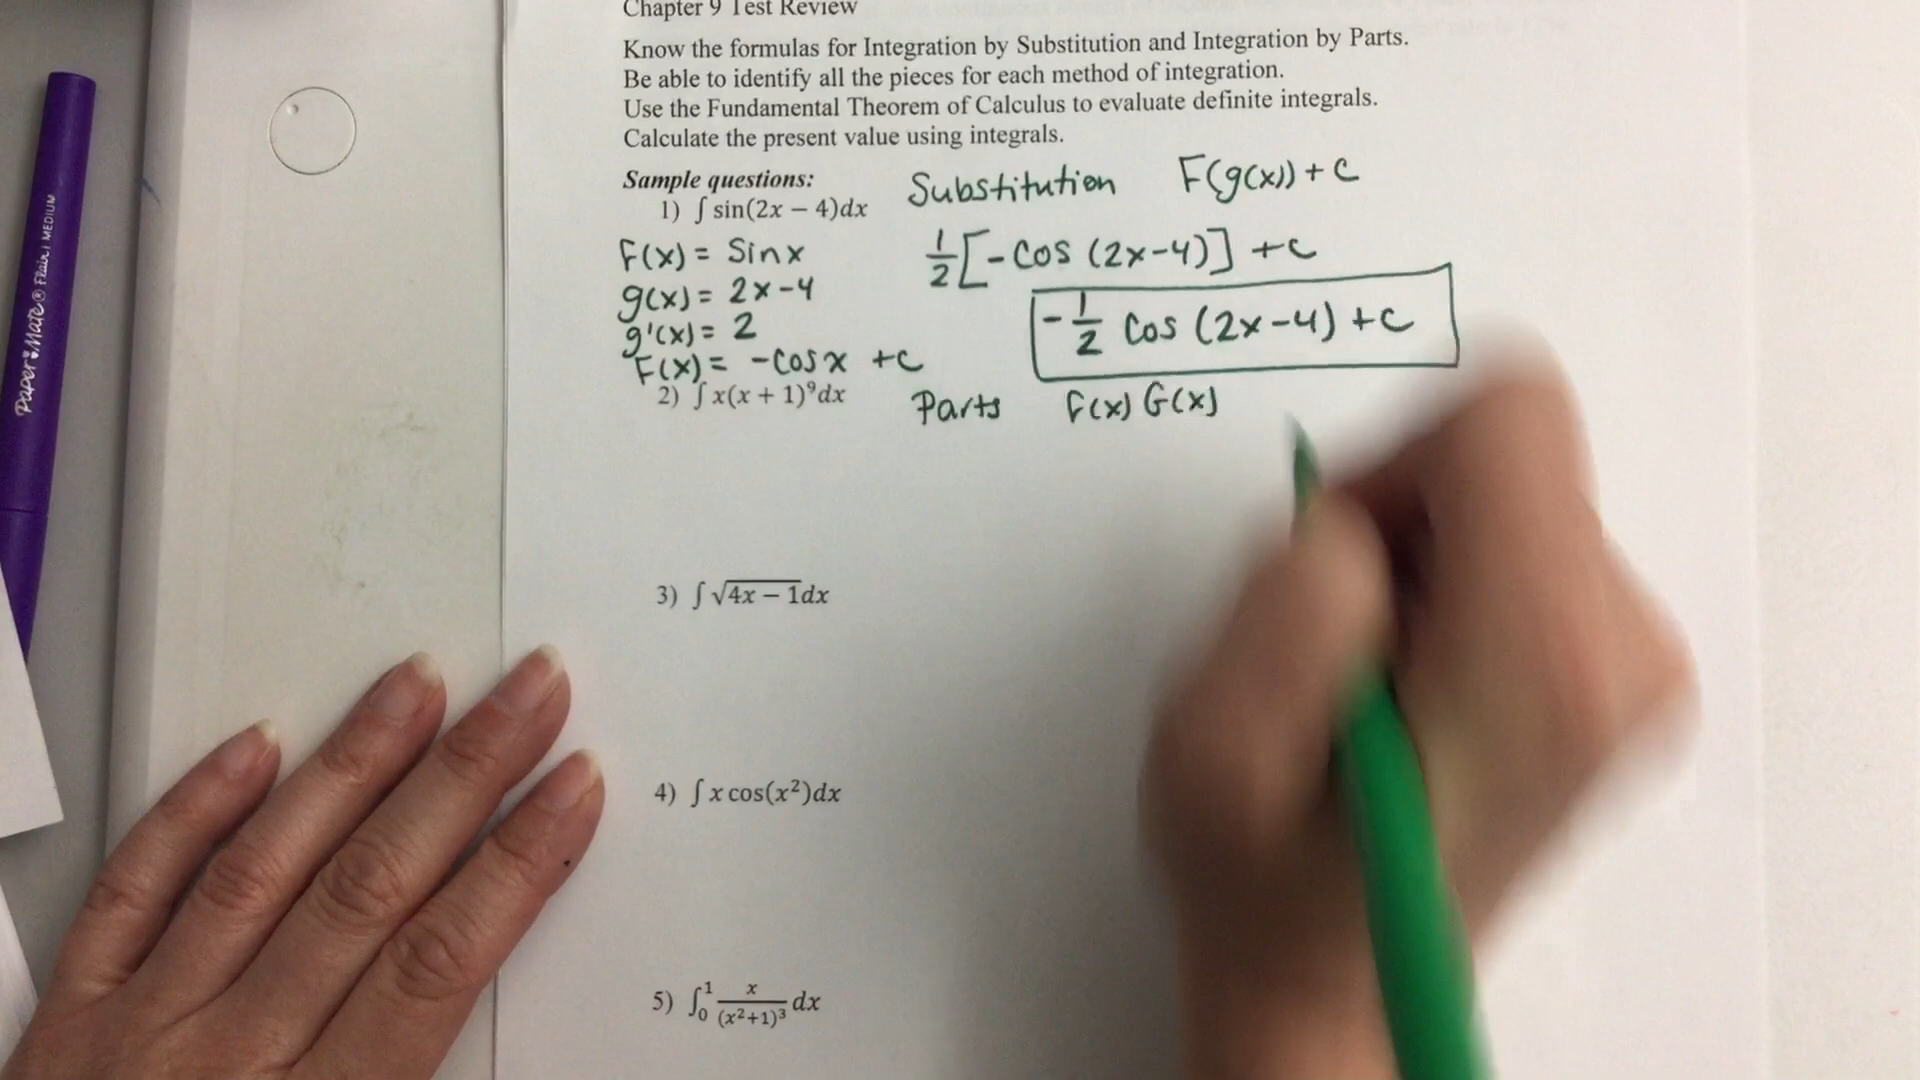 Chapter 9 Test Review
Know the formulas for Integration by Substitution and Integration by Parts.
Be able to identify all the pieces for each method of integration.
Use the Fundamental Theorem of Calculus to evaluate definite integrals.
Calculate the present value using integrals.
Sample questions:
Substitution F(g(x)) + C
1) ∫ sin(2x − 4)dx
f(x) = Sin x
1/2 [-cos (2x-4)] + C
g(x) = 2x-4
g'(x) = 2
-1/2 cos (2x-4) + C
F(x) = -cos x + C
2) ∫ x(x + 1)⁹dx
Parts f(x) G(x)
3) ∫ √(4x − 1)dx
4) ∫ x cos(x²)dx
5) ∫₀¹ x/(x²+1)³ dx
Paper Mate® Flair MEDIUM